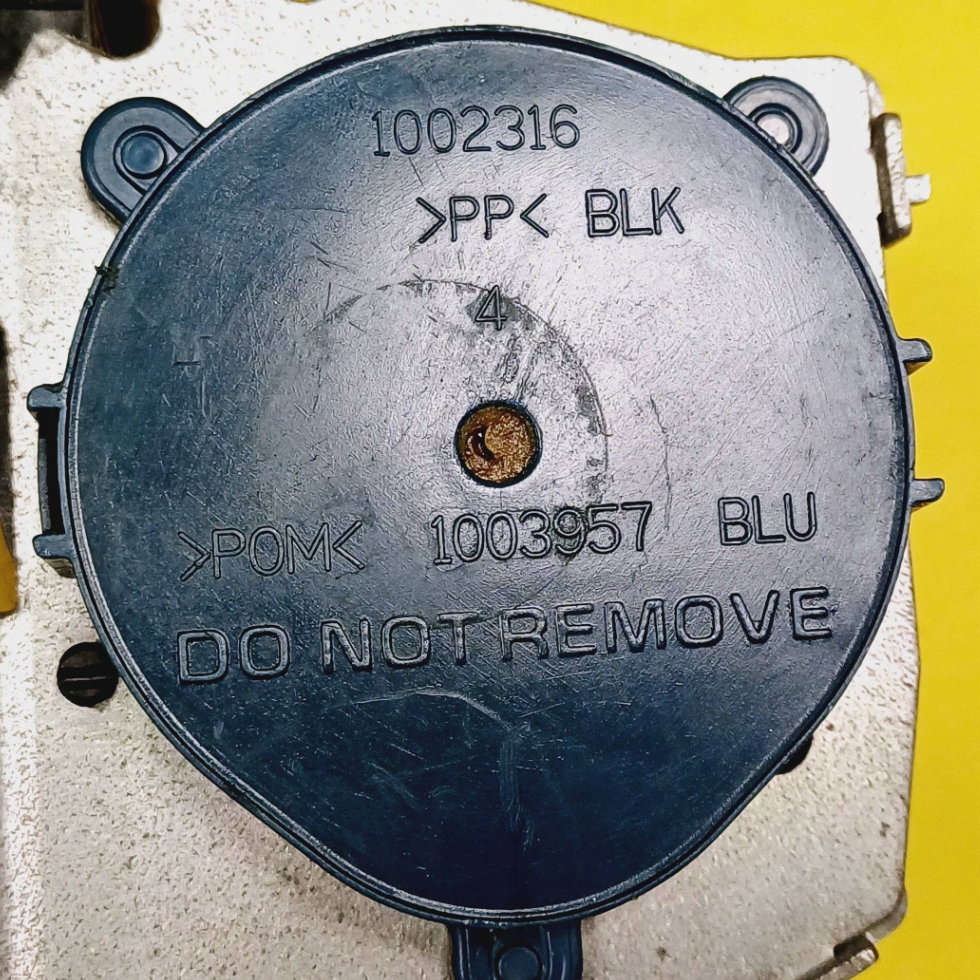 1002316
>PP< BLK
4
>POM< 1003957 BLU
DO NOT REMOVE